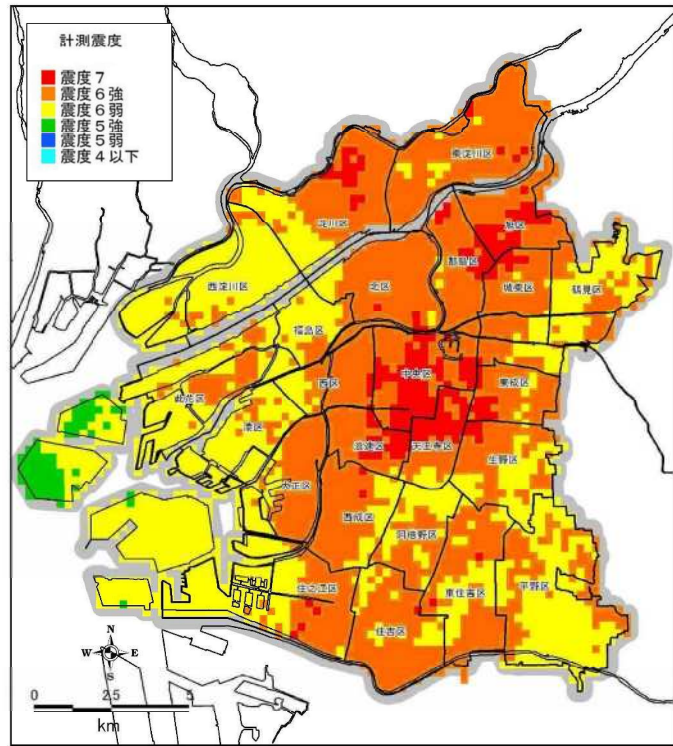 計測震度
震度7
震度6強
震度6弱
震度5強
震度5弱
震度4以下
東淀川区
淀川区
旭区
都島区
西淀川区
北区
城東区
鶴見区
福島区
中央区
東成区
西区
此花区
港区
浪速区
天王寺区
生野区
大正区
西成区
阿倍野区
住之江区
東住吉区
平野区
住吉区
N
W E
S
0 2.5 5
km